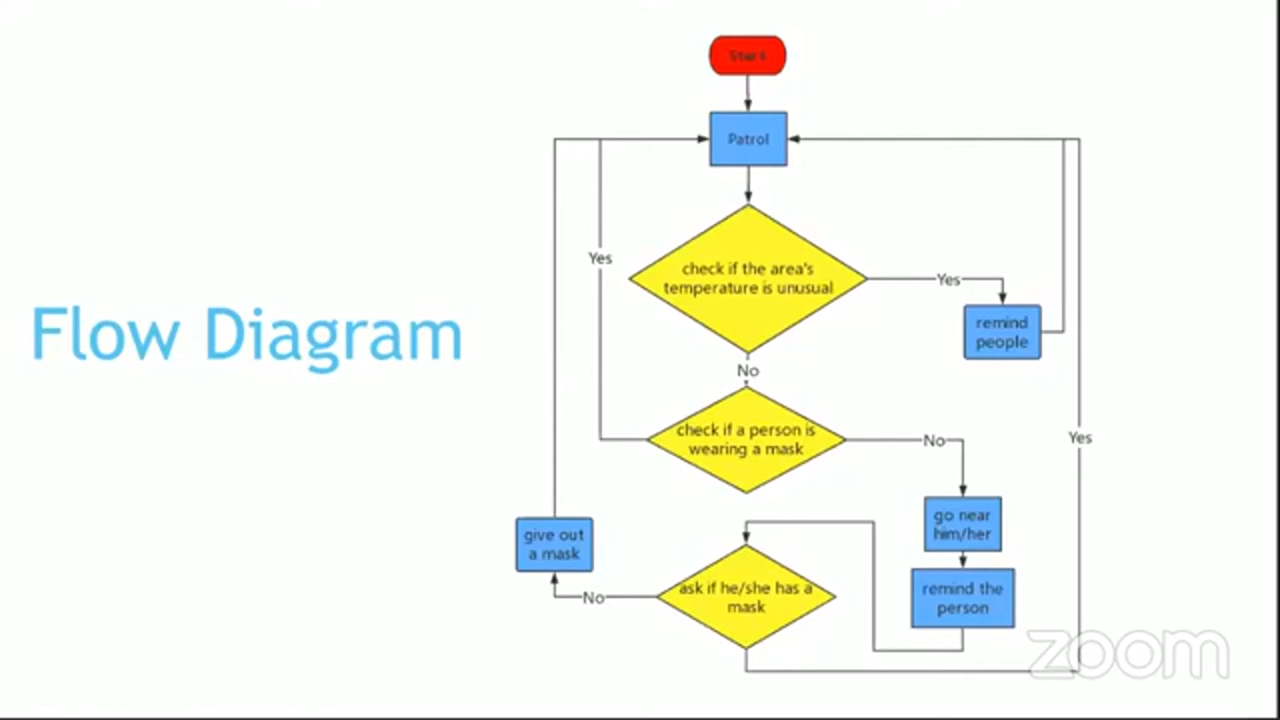 Start
Patrol
Yes
check if the area's
temperature is unusual
Yes
remind
people
Flow Diagram
No
check if a person is
wearing a mask
No
Yes
go near
him/her
give out
a mask
ask if he/she has a
mask
No
remind the
person
zoom